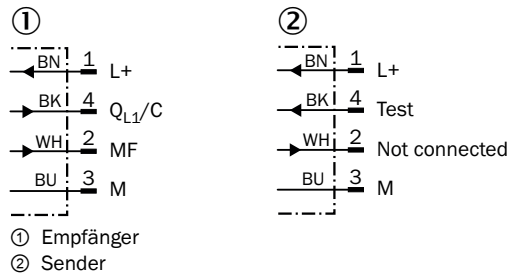 ① ②
BN 1 L+ BN 1 L+
BK 4 Q_L1/C BK 4 Test
WH 2 MF WH 2 Not connected
BU 3 M BU 3 M
① Empfänger
② Sender